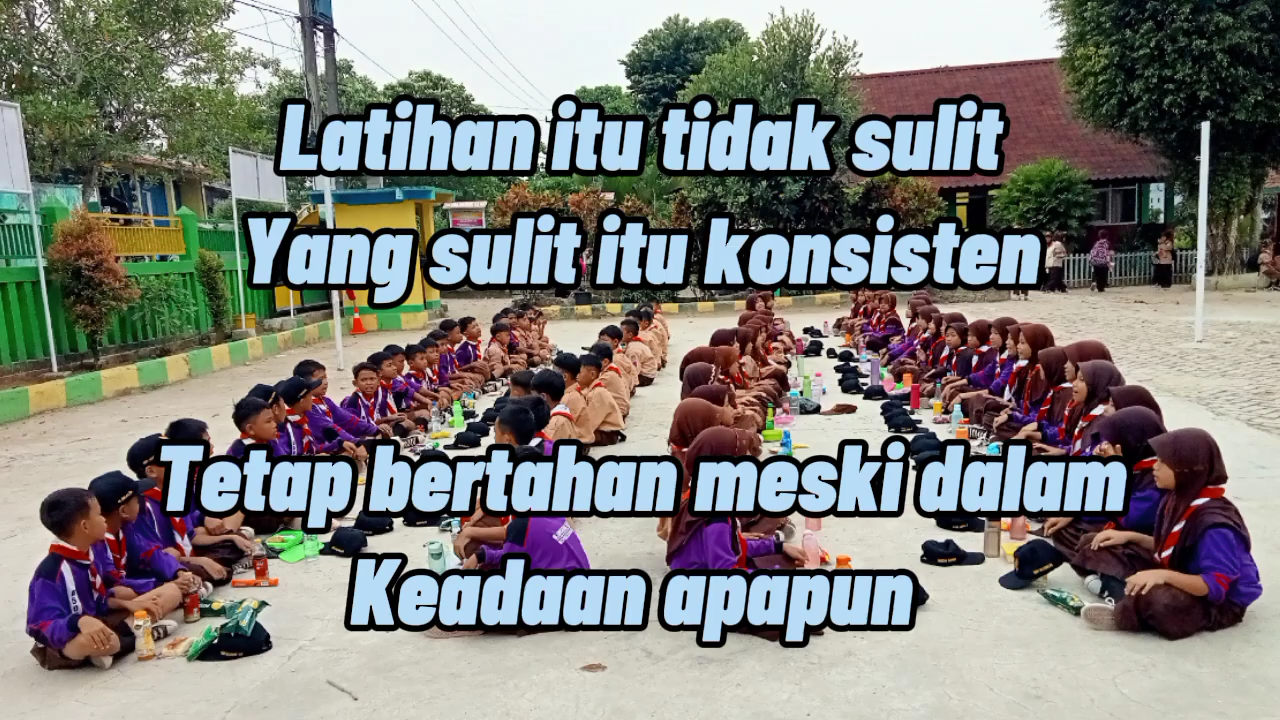 Latihan itu tidak sulit
Yang sulit itu konsisten
Tetap bertahan meski dalam
Keadaan apapun